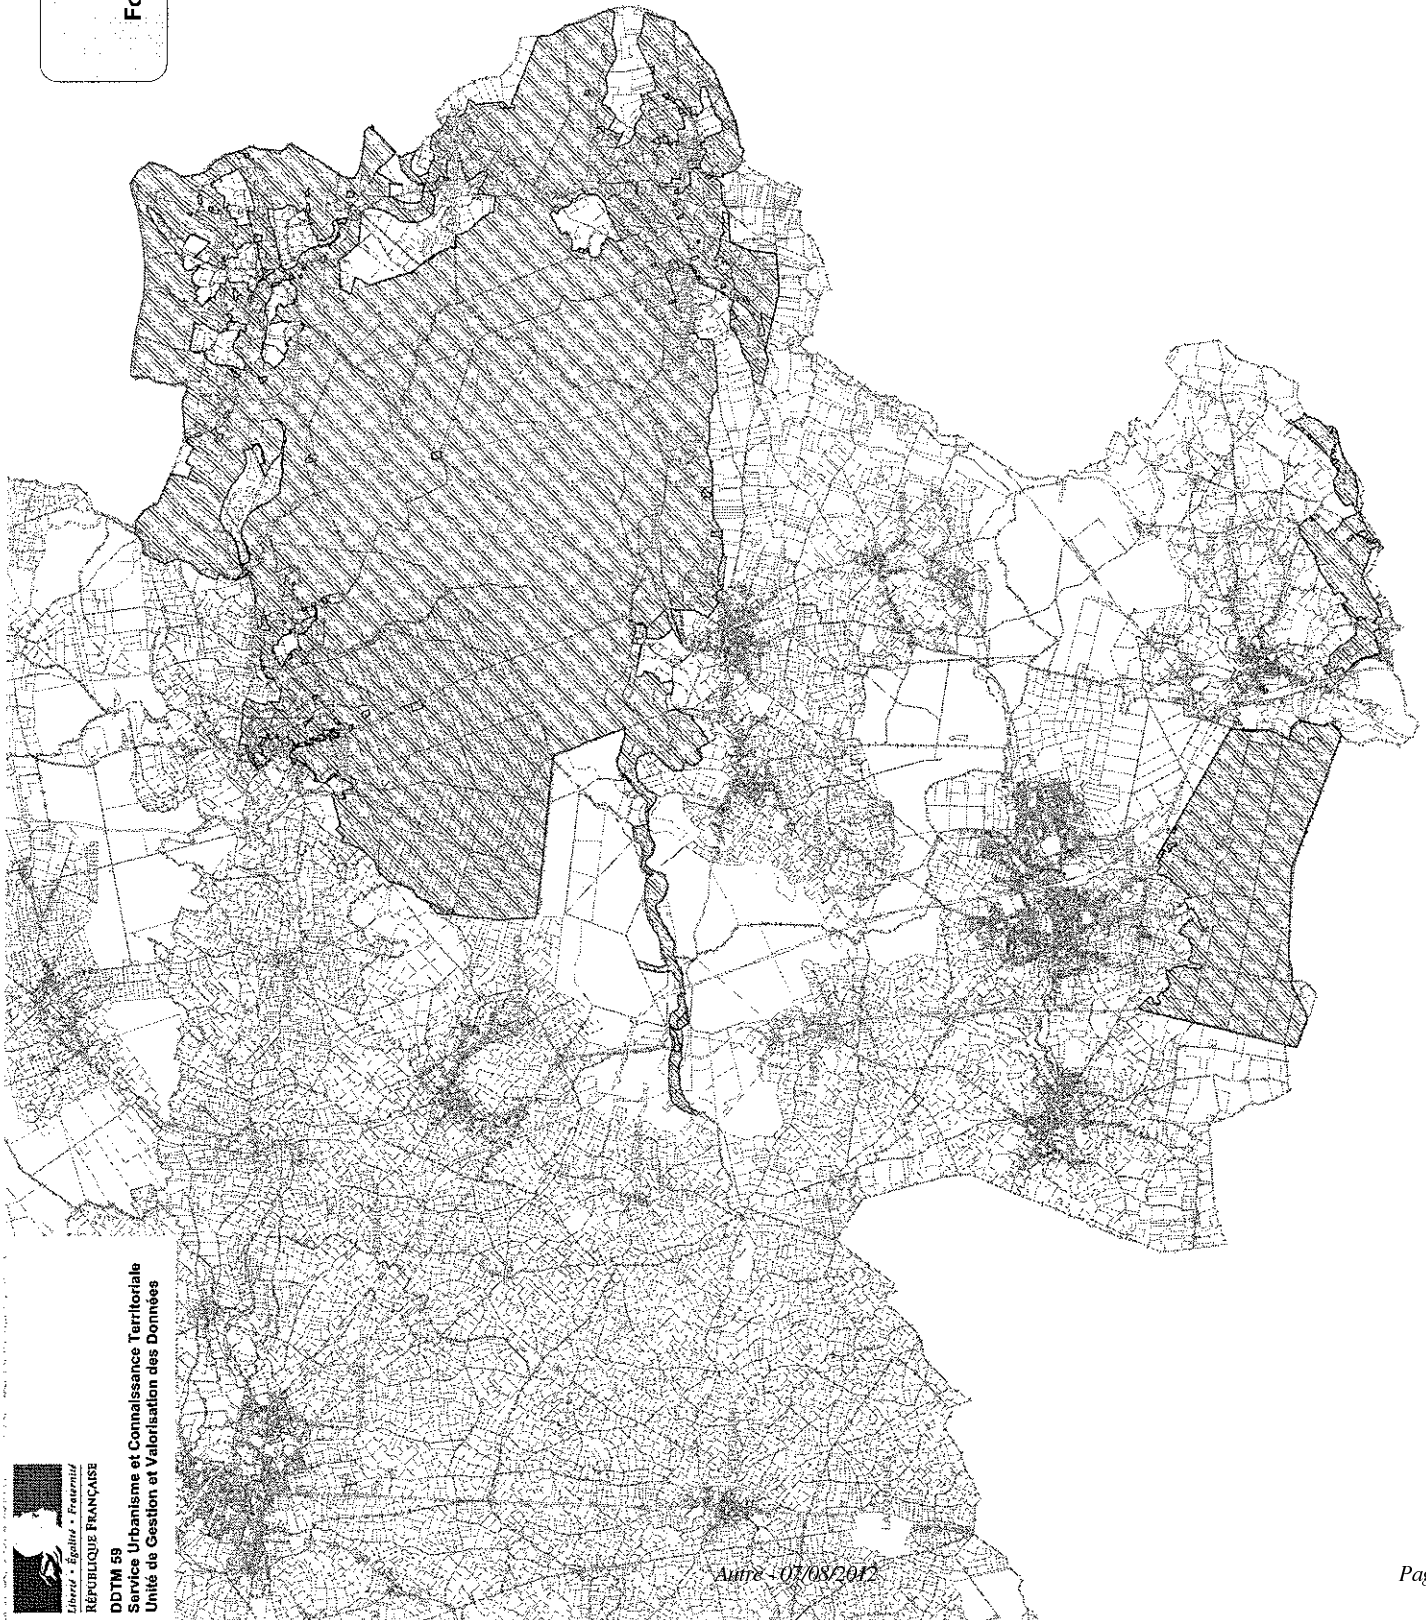 Fo
Liberté • Égalité • Fraternité
RÉPUBLIQUE FRANÇAISE
DDTM 59
Service Urbanisme et Connaissance Territoriale
Unité de Gestion et Valorisation des Données
Autre - 07/08/2012
Pag